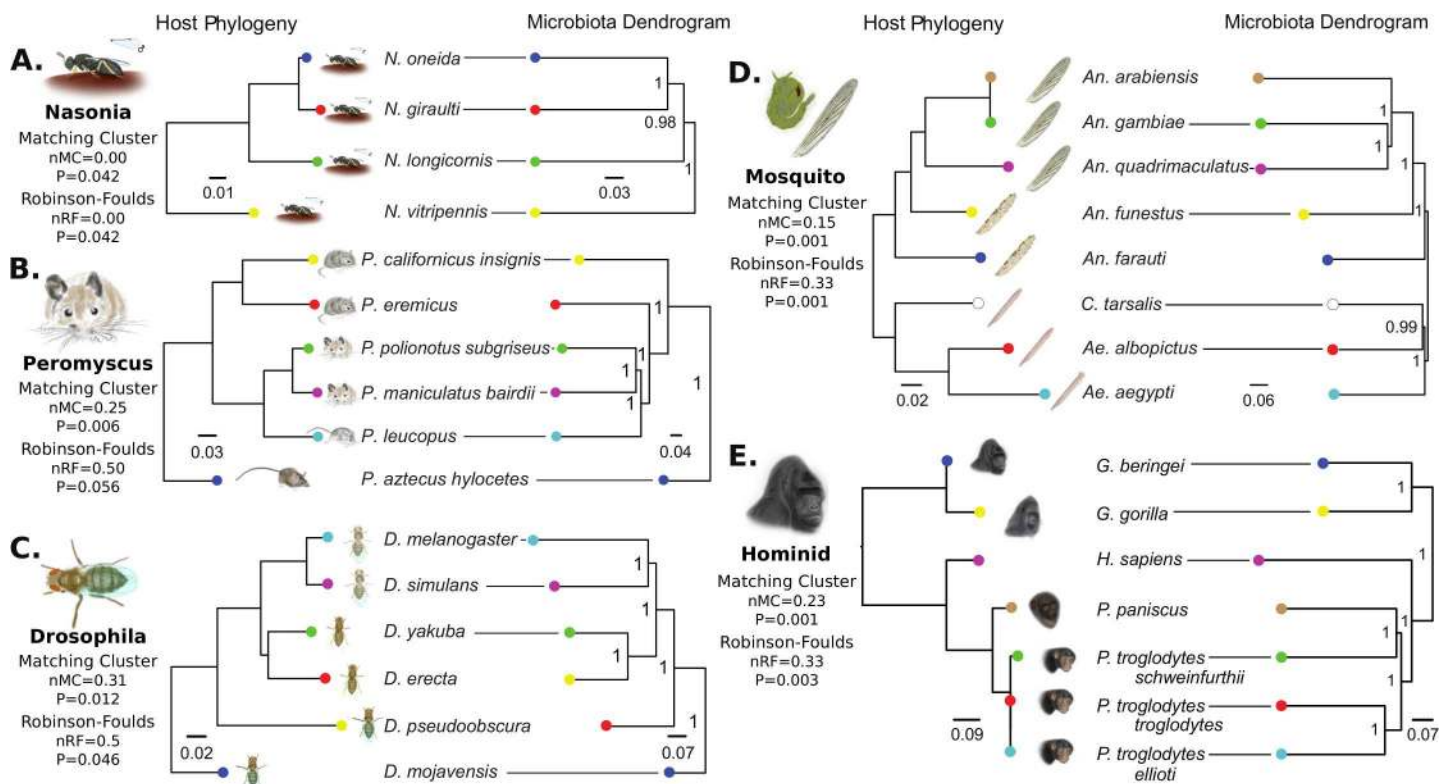 Host Phylogeny
Microbiota Dendrogram
A.
♂
Nasonia
Matching Cluster
nMC=0.00
P=0.042
Robinson-Foulds
nRF=0.00
P=0.042
N. oneida
N. giraulti
N. longicornis
N. vitripennis
0.01
1
0.98
1
0.03
B.
Peromyscus
Matching Cluster
nMC=0.25
P=0.006
Robinson-Foulds
nRF=0.50
P=0.056
P. californicus insignis
P. eremicus
P. polionotus subgriseus
P. maniculatus bairdii
P. leucopus
P. aztecus hylocetes
0.03
1
1
1
1
0.04
C.
Drosophila
Matching Cluster
nMC=0.31
P=0.012
Robinson-Foulds
nRF=0.5
P=0.046
D. melanogaster
D. simulans
D. yakuba
D. erecta
D. pseudoobscura
D. mojavensis
0.02
1
1
1
1
0.07
Host Phylogeny
Microbiota Dendrogram
D.
Mosquito
Matching Cluster
nMC=0.15
P=0.001
Robinson-Foulds
nRF=0.33
P=0.001
An. arabiensis
An. gambiae
An. quadrimaculatus
An. funestus
An. farauti
C. tarsalis
Ae. albopictus
Ae. aegypti
0.02
1
1
1
1
0.99
1
0.06
E.
Hominid
Matching Cluster
nMC=0.23
P=0.001
Robinson-Foulds
nRF=0.33
P=0.003
G. beringei
G. gorilla
H. sapiens
P. paniscus
P. troglodytes
schweinfurthii
P. troglodytes
troglodytes
P. troglodytes
ellioti
0.09
1
1
1
1
1
0.07